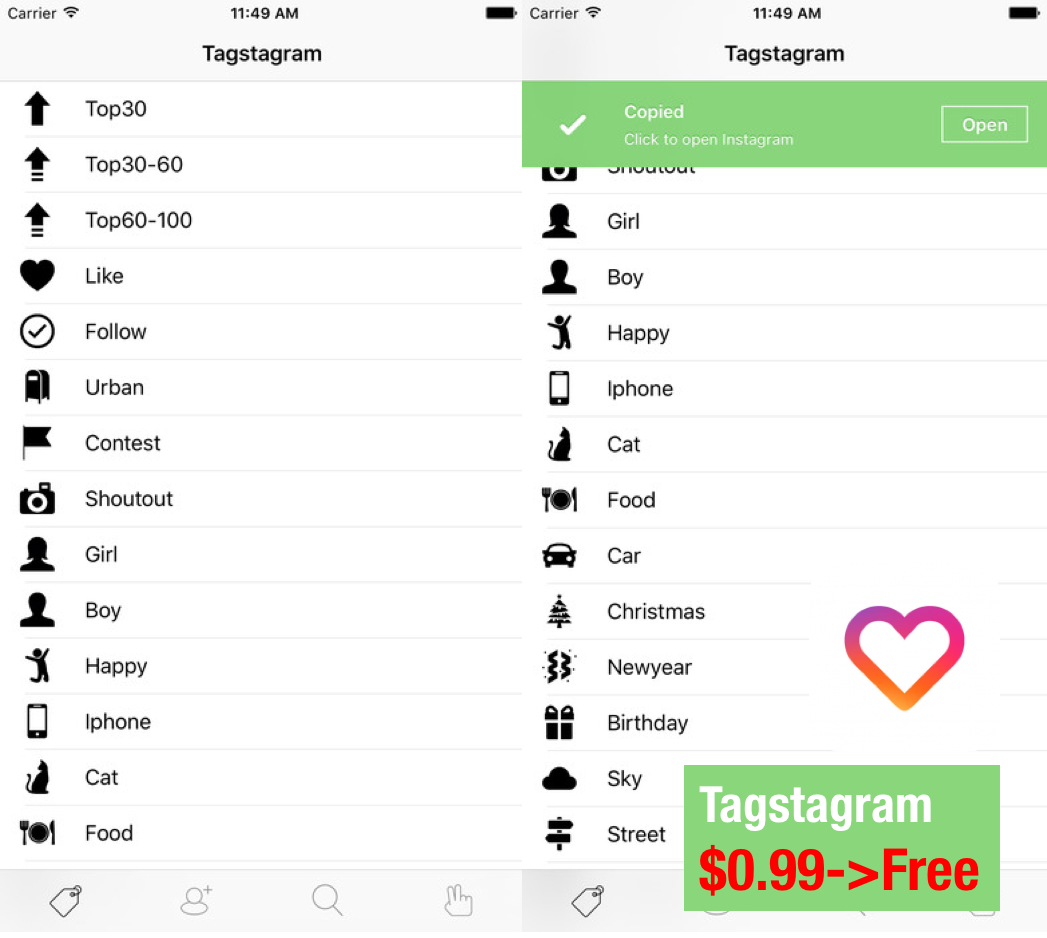 Carrier 11:49 AM
Tagstagram
Top30
Top30-60
Top60-100
Like
Follow
Urban
Contest
Shoutout
Girl
Boy
Happy
Iphone
Cat
Food
Carrier 11:49 AM
Tagstagram
Copied
Click to open Instagram
Open
Shoutout
Girl
Boy
Happy
Iphone
Cat
Food
Car
Christmas
Newyear
Birthday
Sky
Street
Tagstagram
$0.99->Free